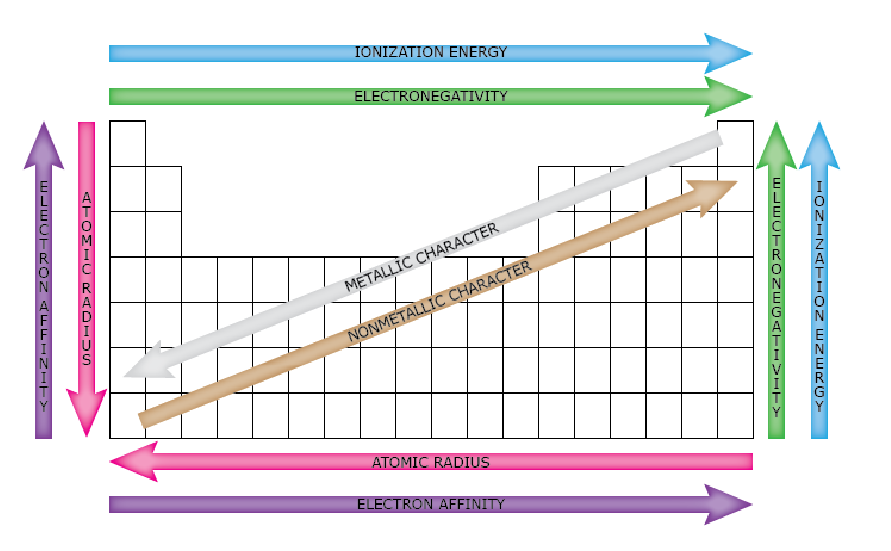 IONIZATION ENERGY
ELECTRONEGATIVITY
ELECTRON AFFINITY
ATOMIC RADIUS
METALLIC CHARACTER
NONMETALLIC CHARACTER
ELECTRONEGATIVITY
IONIZATION ENERGY
ATOMIC RADIUS
ELECTRON AFFINITY